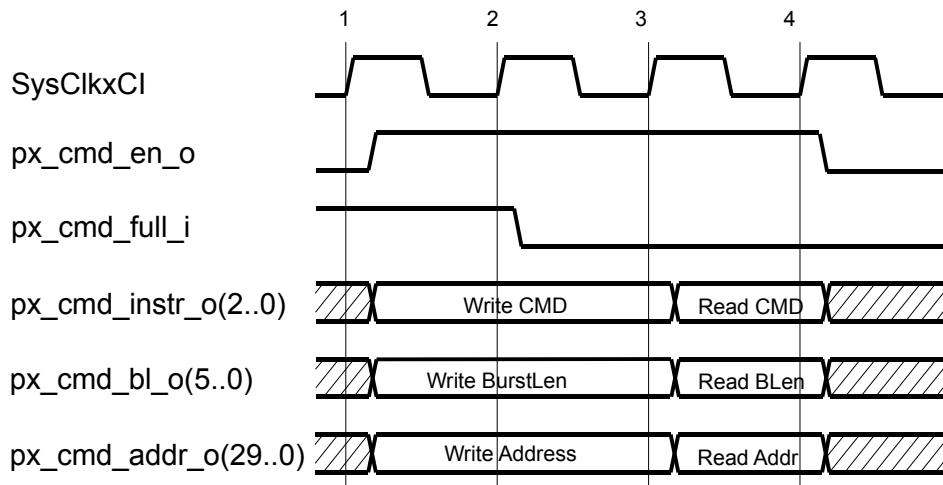 1 2 3 4
SysClkxCI
px_cmd_en_o
px_cmd_full_i
px_cmd_instr_o(2..0) Write CMD Read CMD
px_cmd_bl_o(5..0) Write BurstLen Read BLen
px_cmd_addr_o(29..0) Write Address Read Addr